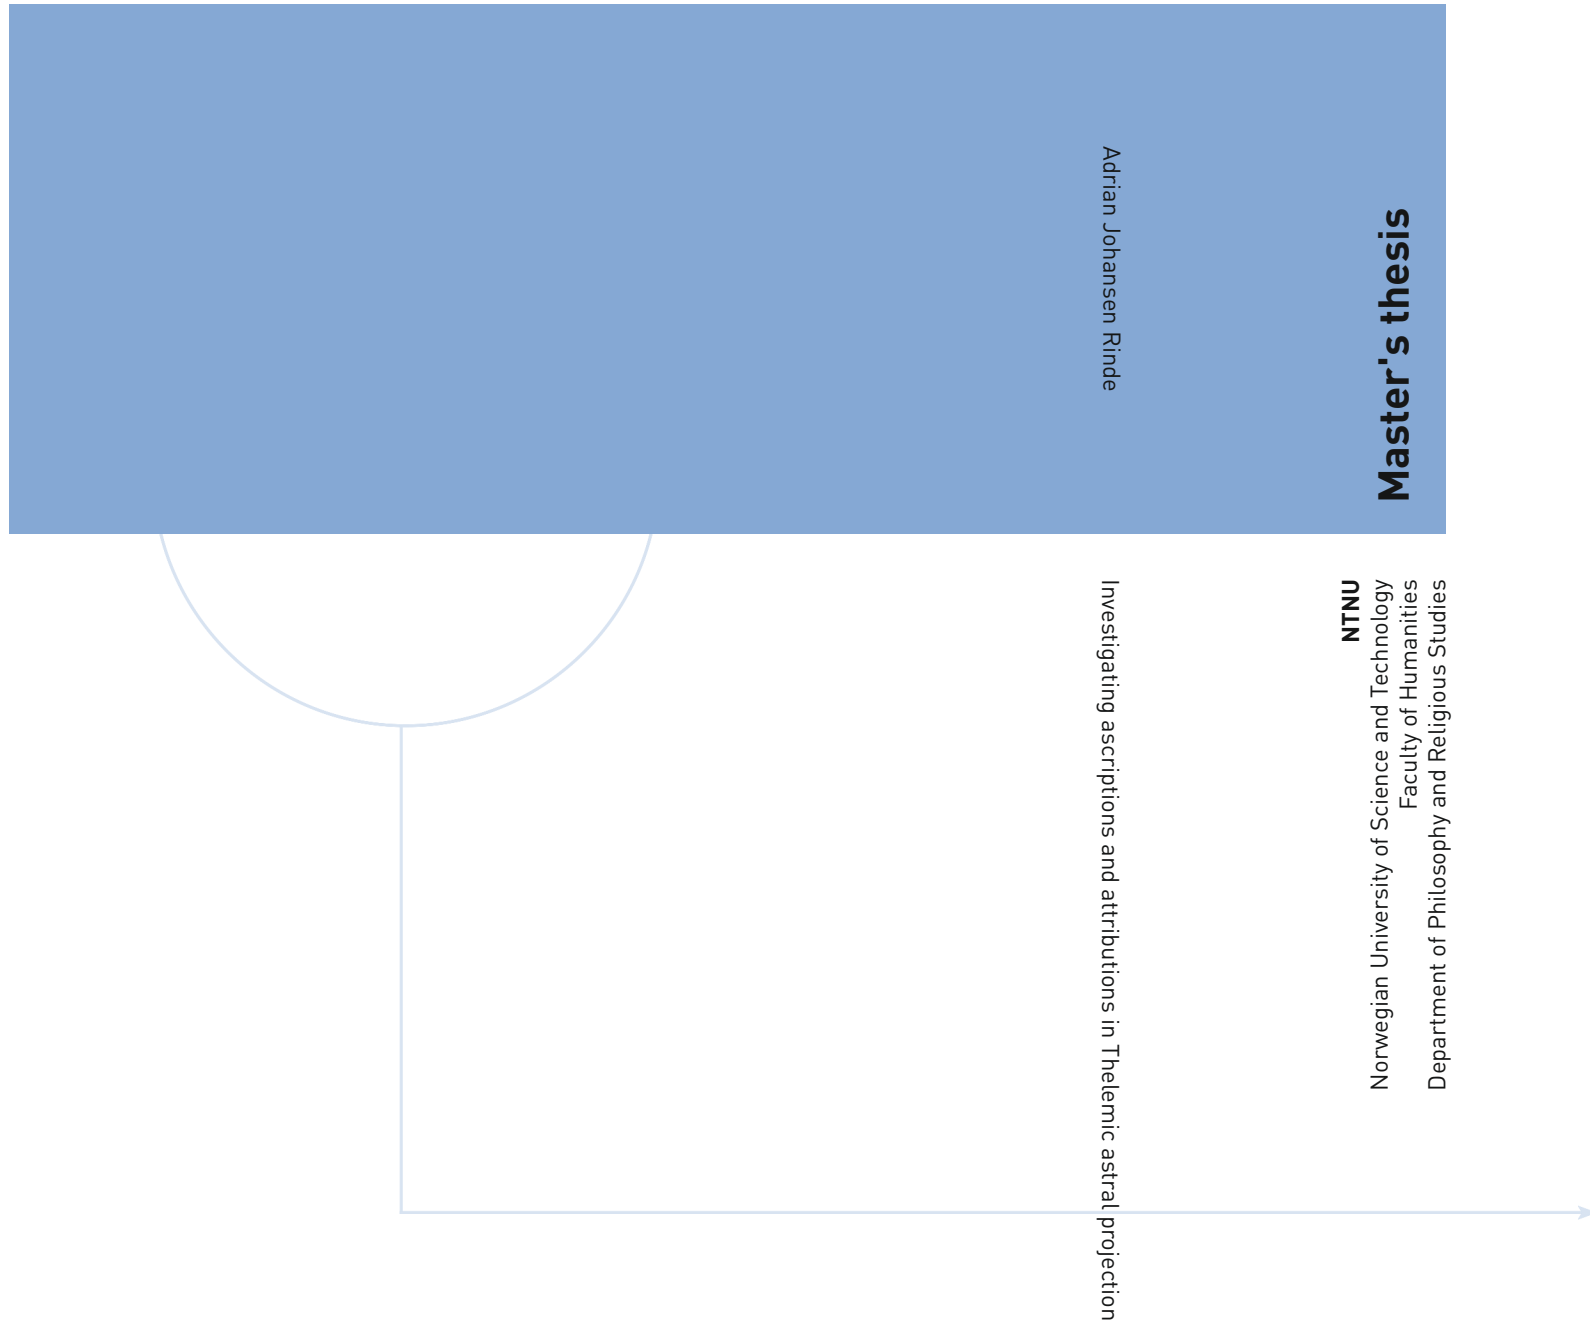 Master's thesis
NTNU
Norwegian University of Science and Technology
Faculty of Humanities
Department of Philosophy and Religious Studies
Adrian Johansen Rinde
Investigating ascriptions and attributions in Thelemic astral projection